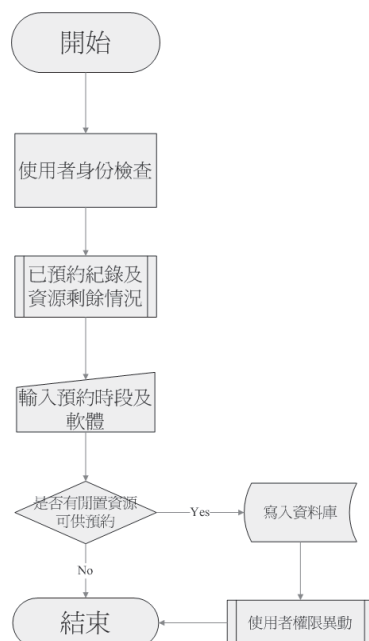 開始
使用者身份檢查
已預約紀錄及
資源剩餘情況
輸入預約時段及
軟體
是否有閒置資源
可供預約
Yes
寫入資料庫
No
結束
使用者權限異動